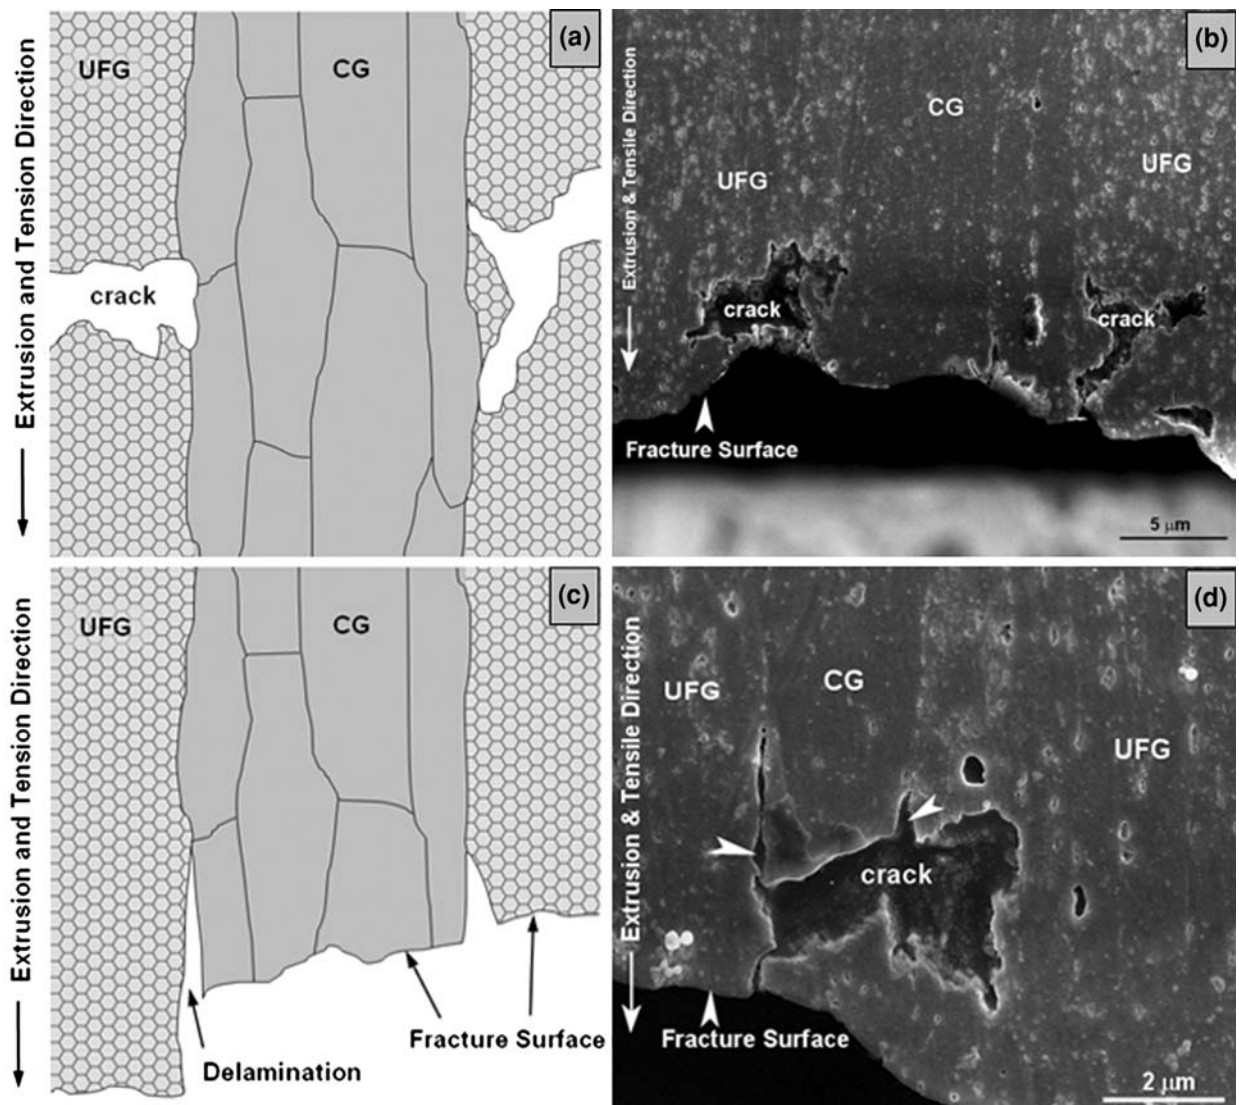 (a)
UFG
CG
crack
Extrusion and Tension Direction
(b)
CG
UFG
UFG
crack
crack
Extrusion & Tensile Direction
Fracture Surface
5 μm
(c)
UFG
CG
Extrusion and Tension Direction
Fracture Surface
Delamination
(d)
UFG
CG
UFG
crack
Extrusion & Tensile Direction
Fracture Surface
2 μm